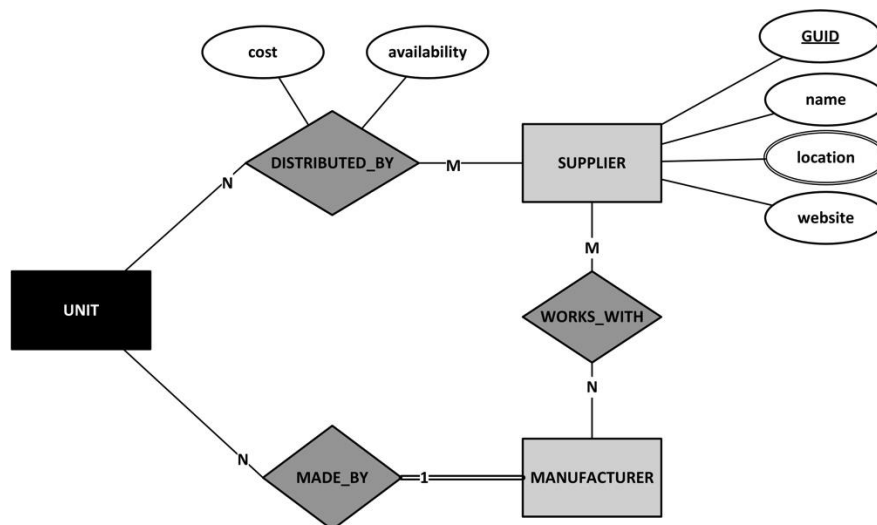 GUID
cost
availability
name
DISTRIBUTED_BY
SUPPLIER
location
M
N
website
M
UNIT
WORKS_WITH
N
N
MADE_BY
1
MANUFACTURER